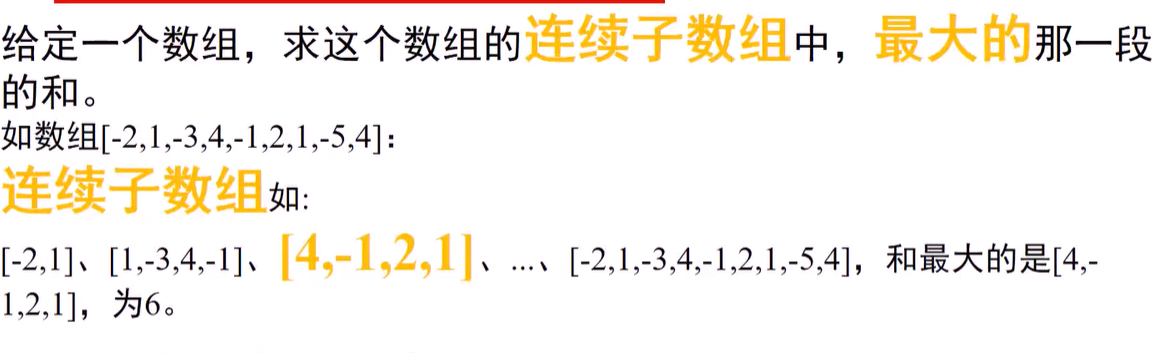 给定一个数组，求这个数组的连续子数组中，最大的那一段
的和。
如数组[-2,1,-3,4,-1,2,1,-5,4]：
连续子数组如:
[-2,1]、[1,-3,4,-1]、[4,-1,2,1]、...、[-2,1,-3,4,-1,2,1,-5,4]，和最大的是[4,-
1,2,1]，为6。